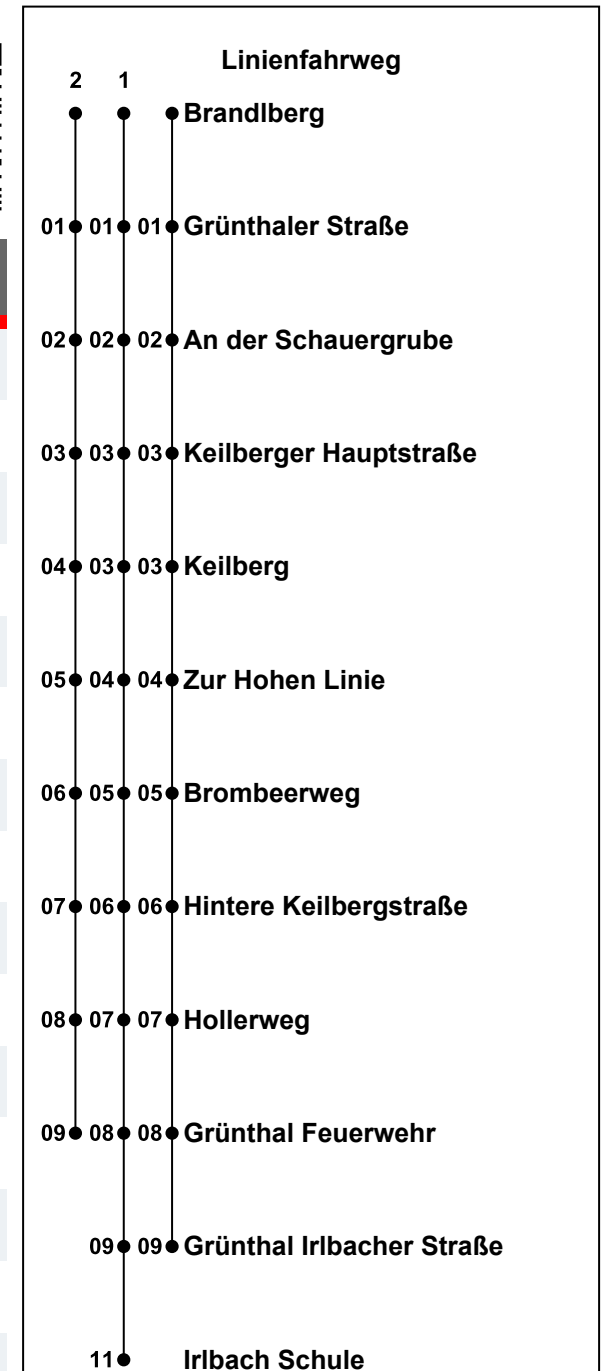 Linienfahrweg
2 1
Brandlberg
01 01 01 Grünthaler Straße
02 02 02 An der Schauergrube
03 03 03 Keilberger Hauptstraße
04 03 03 Keilberg
05 04 04 Zur Hohen Linie
06 05 05 Brombeerweg
07 06 06 Hintere Keilbergstraße
08 07 07 Hollerweg
09 08 08 Grünthal Feuerwehr
09 09 Grünthal Irlbacher Straße
11 Irlbach Schule